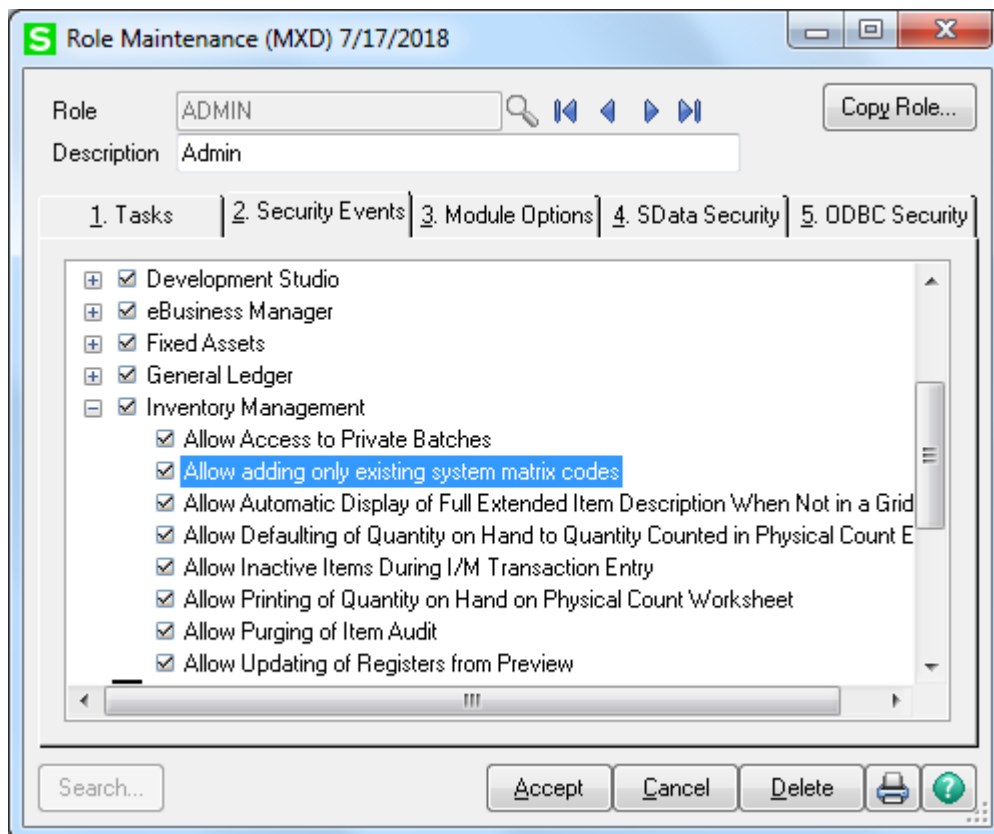 S Role Maintenance (MXD) 7/17/2018
Role ADMIN Copy Role...
Description Admin
1. Tasks 2. Security Events 3. Module Options 4. SData Security 5. ODBC Security
Development Studio
eBusiness Manager
Fixed Assets
General Ledger
Inventory Management
Allow Access to Private Batches
Allow adding only existing system matrix codes
Allow Automatic Display of Full Extended Item Description When Not in a Grid
Allow Defaulting of Quantity on Hand to Quantity Counted in Physical Count E
Allow Inactive Items During I/M Transaction Entry
Allow Printing of Quantity on Hand on Physical Count Worksheet
Allow Purging of Item Audit
Allow Updating of Registers from Preview
Search... Accept Cancel Delete ?